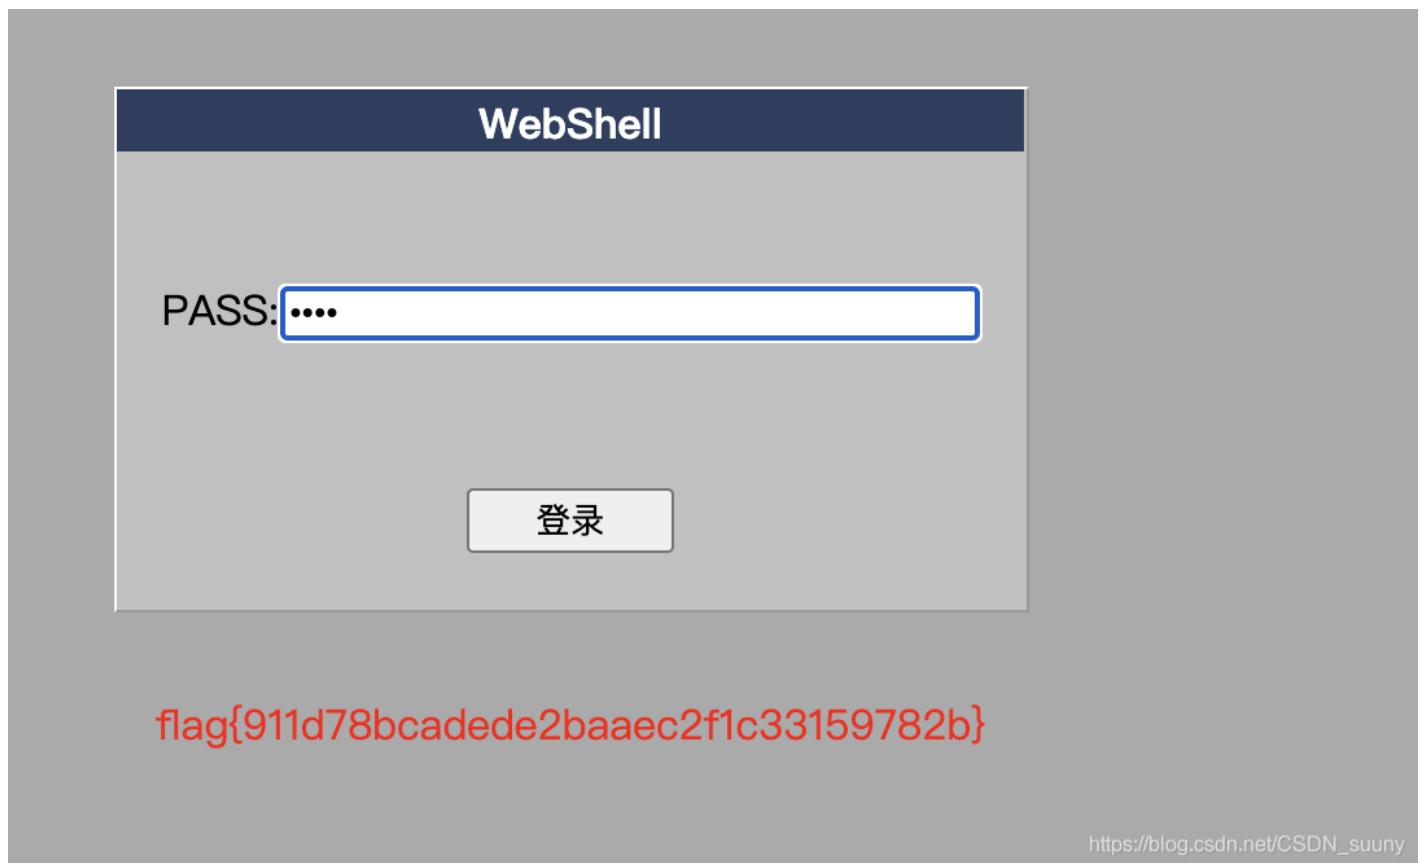 WebShell
PASS:••••
登录
flag{911d78bcadede2baaec2f1c33159782b}
https://blog.csdn.net/CSDN_suuny